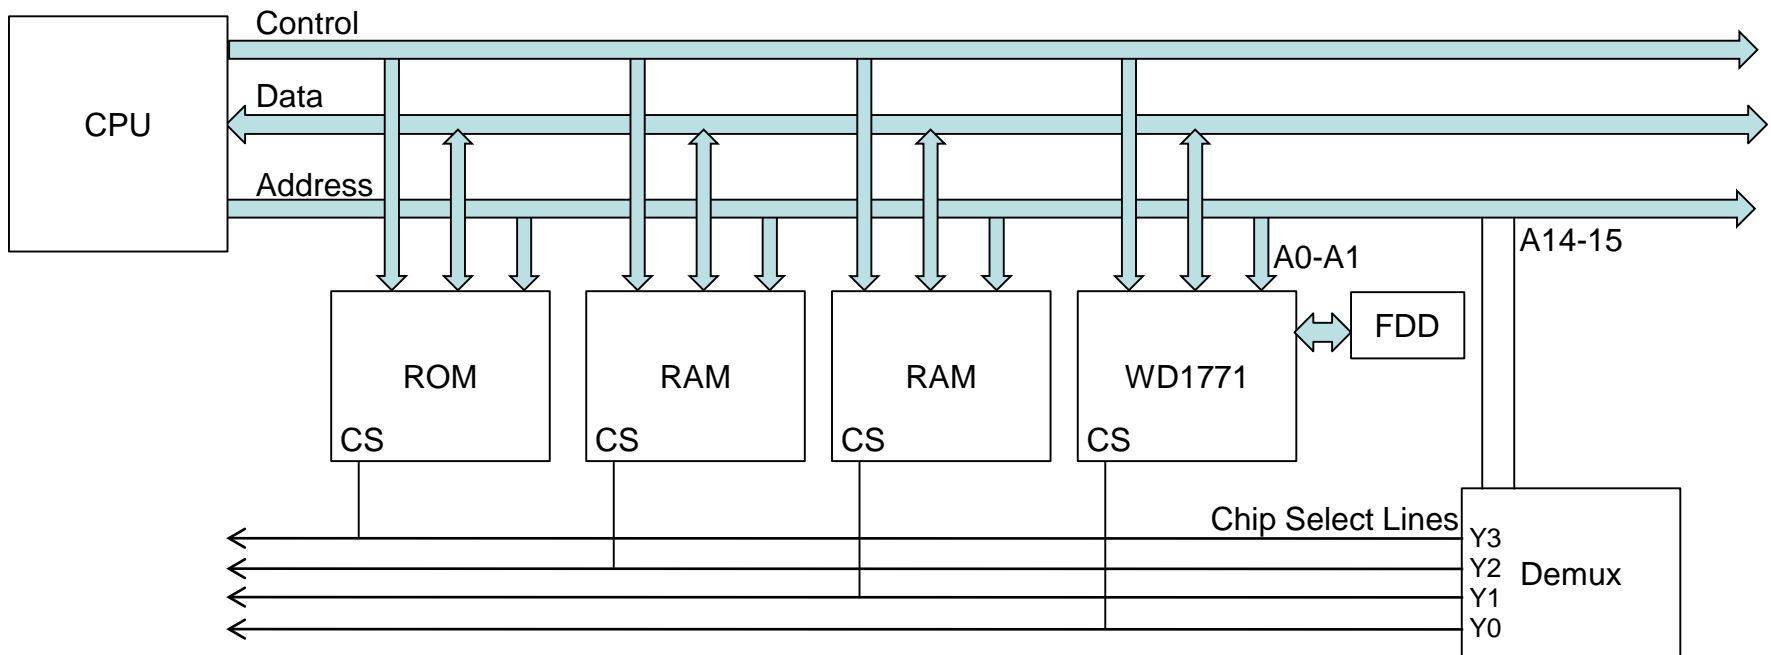 Control
Data
CPU
Address
A14-15
A0-A1
FDD
ROM
RAM
RAM
WD1771
CS
CS
CS
CS
Chip Select Lines
Y3
Y2
Demux
Y1
Y0